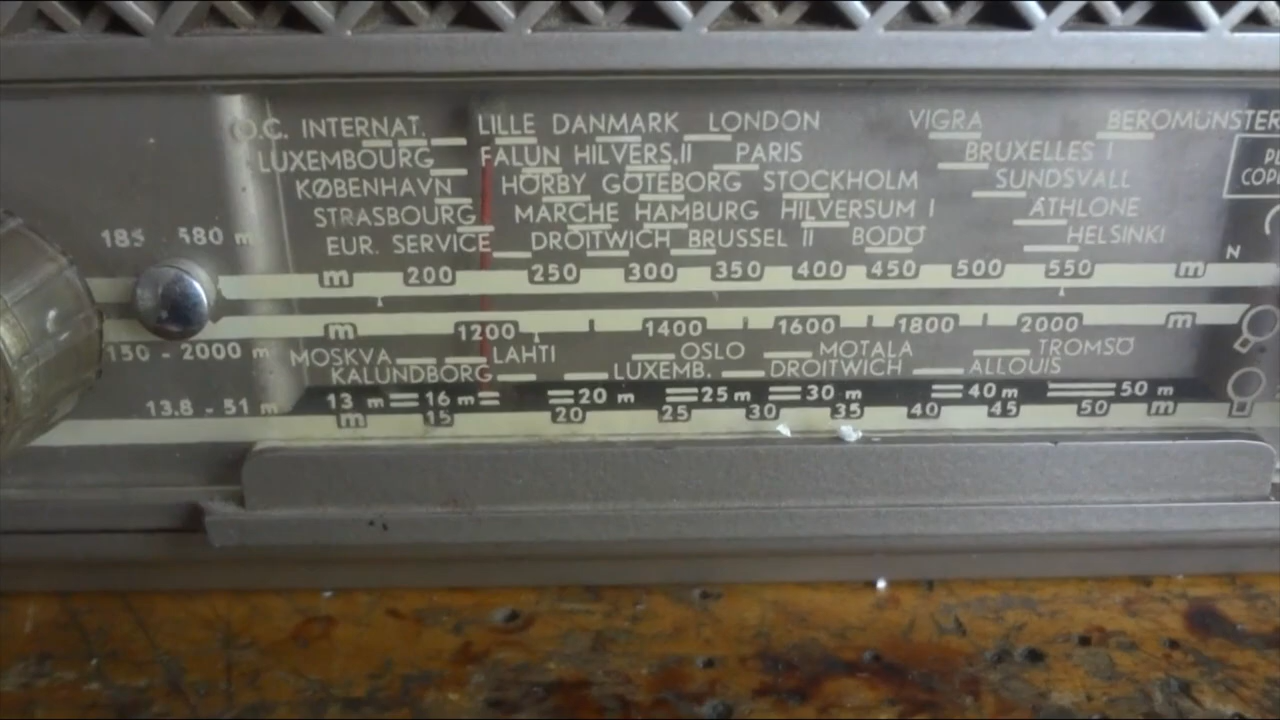 O.C. INTERNAT. LILLE DANMARK LONDON VIGRA BEROMÜNSTER
LUXEMBOURG FALUN HILVERS.II PARIS BRUXELLES I
KØBENHAVN HÖRBY GÖTEBORG STOCKHOLM SUNDSVALL
STRASBOURG MARCHE HAMBURG HILVERSUM I ATHLONE
185 - 580 m EUR. SERVICE DROITWICH BRUSSEL II BODÖ HELSINKI N
m 200 250 300 350 400 450 500 550 m
m 1200 1400 1600 1800 2000 m
150 - 2000 m MOSKVA LAHTI OSLO MOTALA TROMSÖ
KALUNDBORG LUXEMB. DROITWICH ALLOUIS
13 m 16 m 20 m 25 m 30 m 40 m 50 m
13.8 - 51 m m 15 20 25 30 35 40 45 50 m